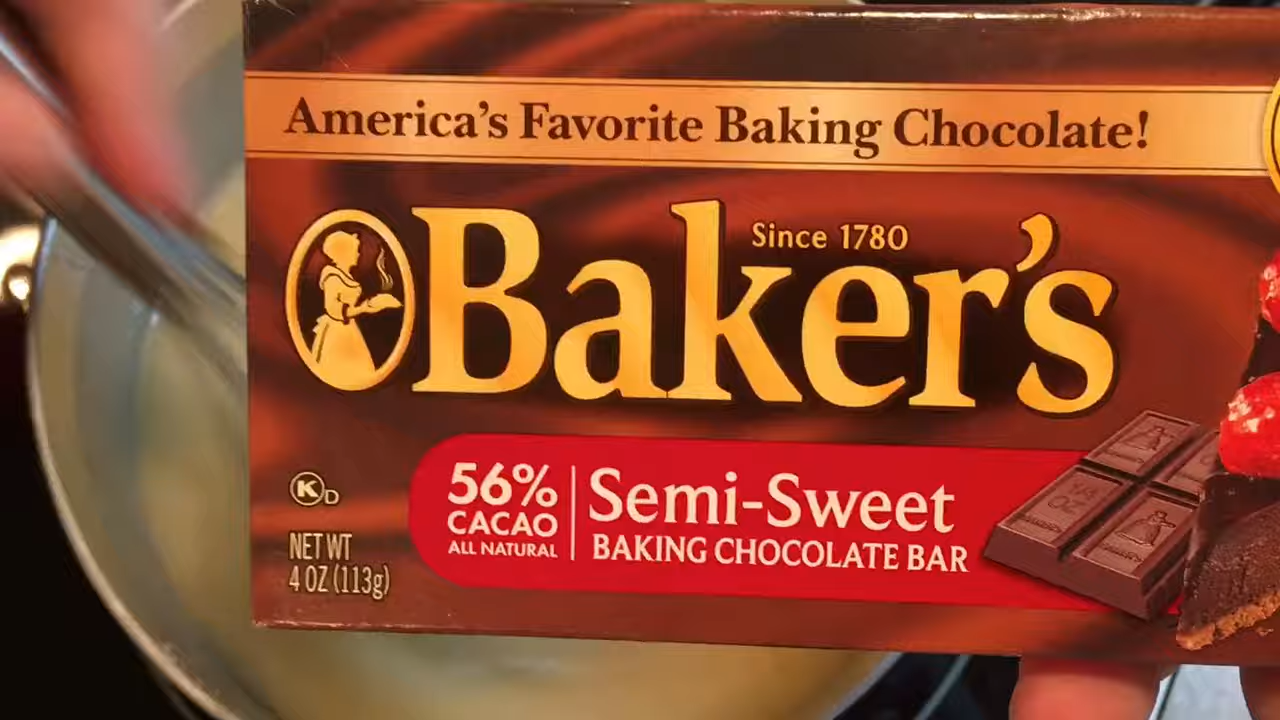 America's Favorite Baking Chocolate!
Since 1780
Baker's
56%
CACAO
ALL NATURAL
Semi-Sweet
BAKING CHOCOLATE BAR
K D
NET WT
4 OZ (113g)